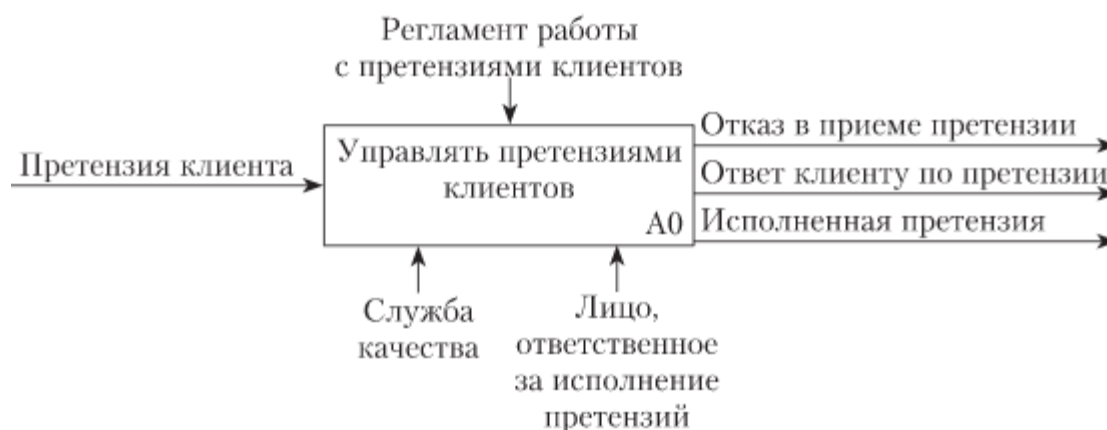 Регламент работы
с претензиями клиентов
Претензия клиента
Управлять претензиями
клиентов
А0
Отказ в приеме претензии
Ответ клиенту по претензии
Исполненная претензия
Служба
качества
Лицо,
ответственное
за исполнение
претензий